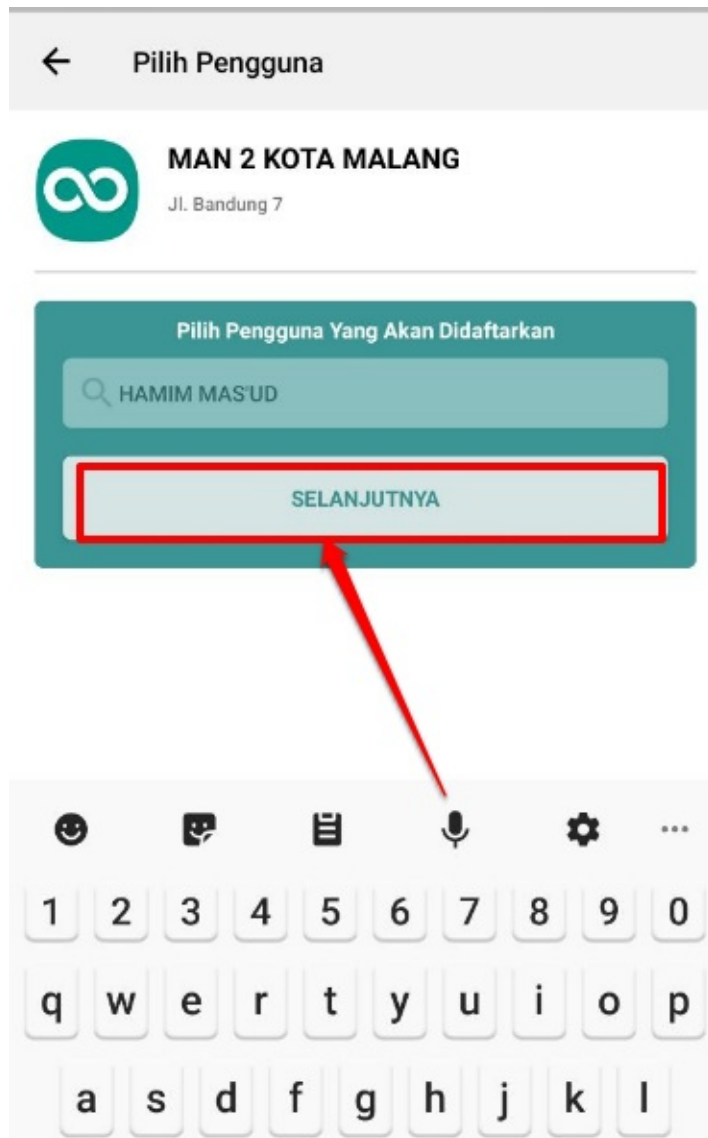 Pilih Pengguna
MAN 2 KOTA MALANG
Jl. Bandung 7
Pilih Pengguna Yang Akan Didaftarkan
HAMIM MAS'UD
SELANJUTNYA
1 2 3 4 5 6 7 8 9 0
q w e r t y u i o p
a s d f g h j k l